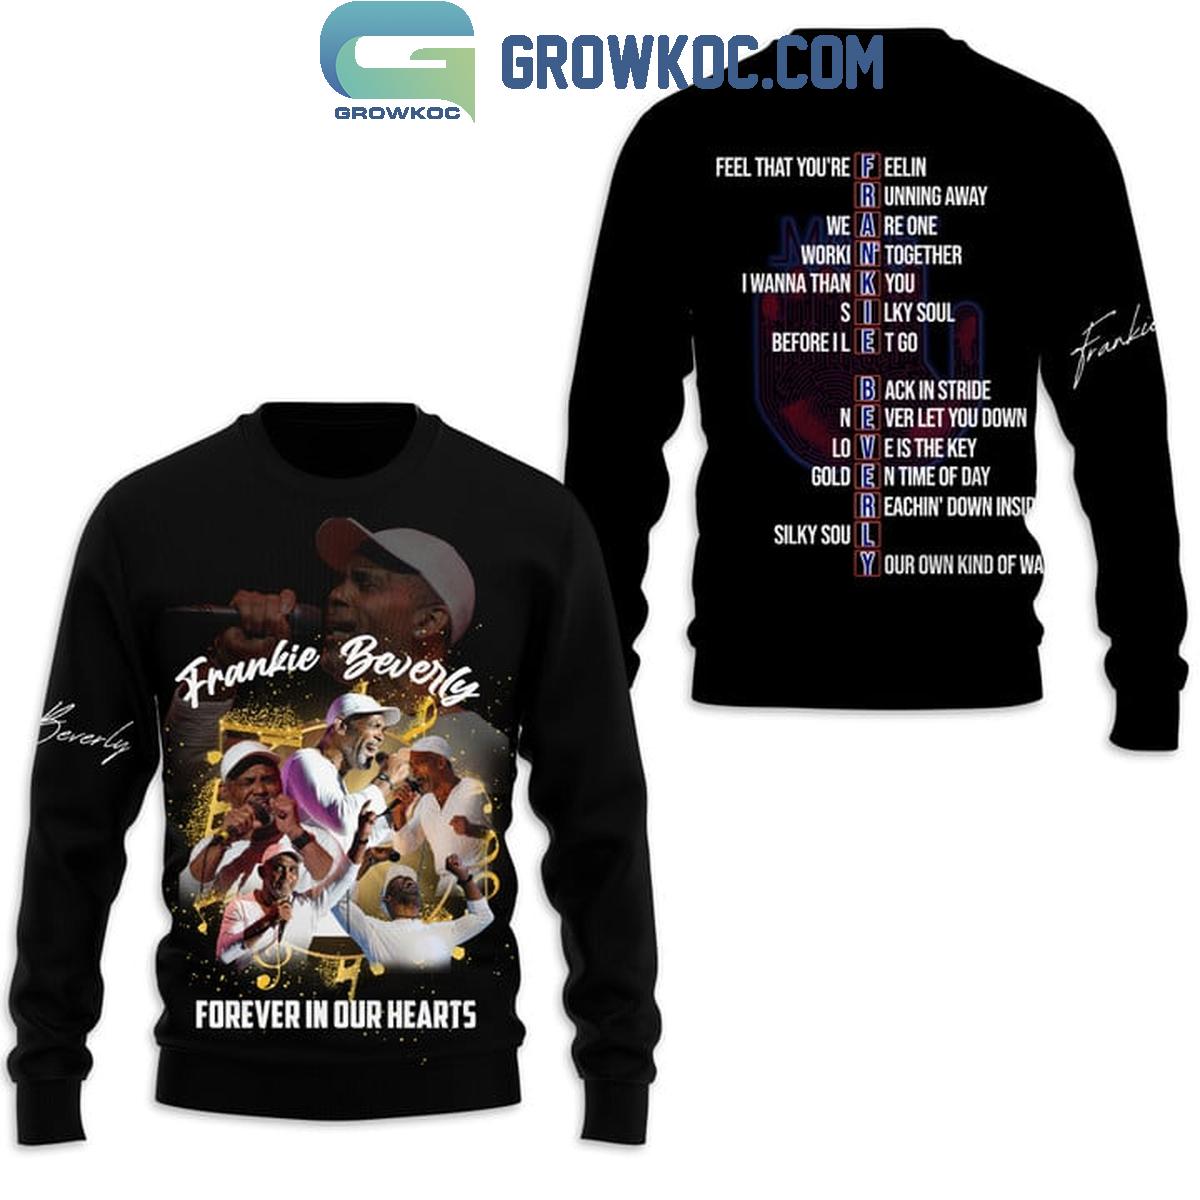 GROWKOC
GROWKOC.COM
FEEL THAT YOU'RE FEELIN
RUNNING AWAY
WE ARE ONE
WORKIN' TOGETHER
I WANNA THANK YOU
SILKY SOUL
BEFORE I LET GO
BACK IN STRIDE
NEVER LET YOU DOWN
LOVE IS THE KEY
GOLDEN TIME OF DAY
REACHIN' DOWN INSID
SILKY SOUL
YOUR OWN KIND OF WA
Frankie
Frankie Beverly
Beverly
FOREVER IN OUR HEARTS